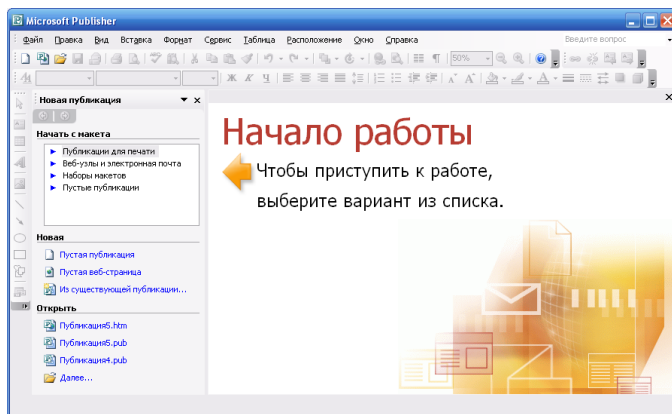 Microsoft Publisher
Файл Правка Вид Вставка Формат Сервис Таблица Расположение Окно Справка Введите вопрос
50%
Новая публикация
Начать с макета
Публикации для печати
Веб-узлы и электронная почта
Наборы макетов
Пустые публикации
Новая
Пустая публикация
Пустая веб-страница
Из существующей публикации...
Открыть
Публикация5.htm
Публикация5.pub
Публикация4.pub
Далее...
Начало работы
Чтобы приступить к работе,
выберите вариант из списка.